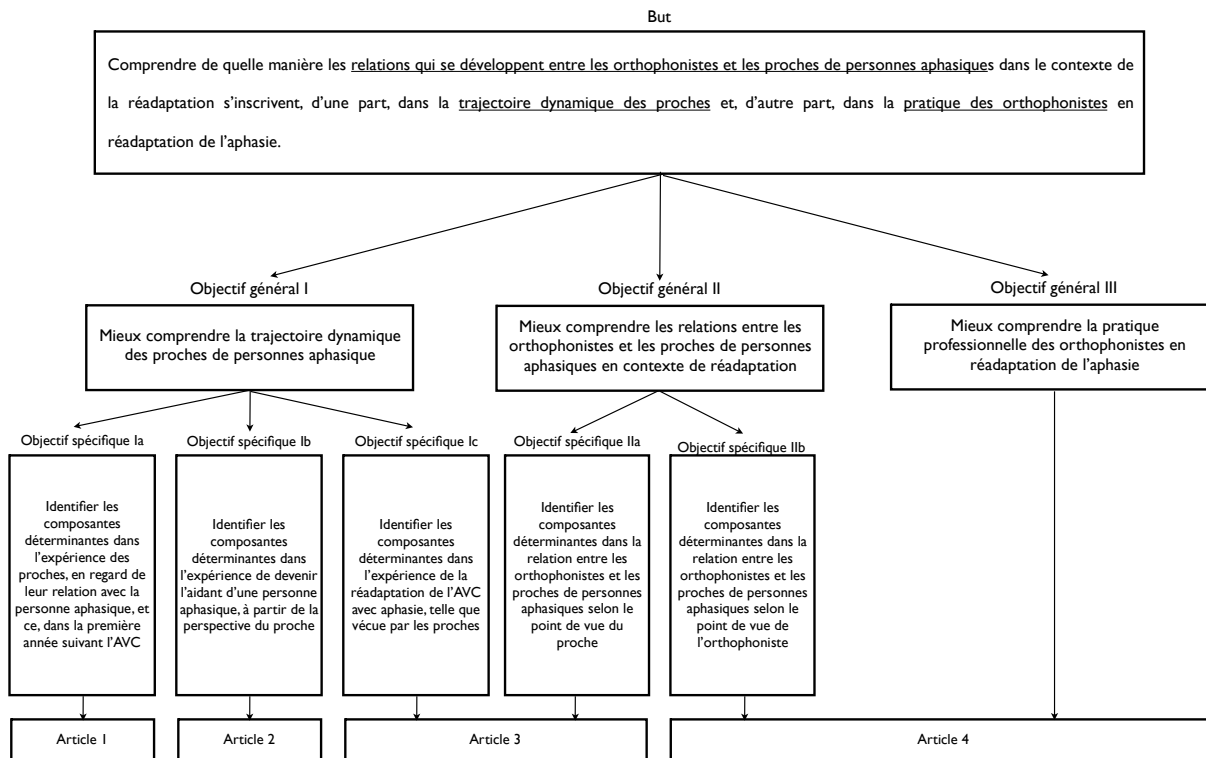 But
Comprendre de quelle manière les relations qui se développent entre les orthophonistes et les proches de personnes aphasiques dans le contexte de
la réadaptation s'inscrivent, d'une part, dans la trajectoire dynamique des proches et, d'autre part, dans la pratique des orthophonistes en
réadaptation de l'aphasie.
Objectif général I
Mieux comprendre la trajectoire dynamique
des proches de personnes aphasique
Objectif général II
Mieux comprendre les relations entre les
orthophonistes et les proches de personnes
aphasiques en contexte de réadaptation
Objectif général III
Mieux comprendre la pratique
professionnelle des orthophonistes en
réadaptation de l'aphasie
Objectif spécifique Ia
Identifier les
composantes
déterminantes dans
l'expérience des
proches, en regard de
leur relation avec la
personne aphasique, et
ce, dans la première
année suivant l'AVC
Objectif spécifique Ib
Identifier les
composantes
déterminantes dans
l'expérience de devenir
l'aidant d'une personne
aphasique, à partir de la
perspective du proche
Objectif spécifique Ic
Identifier les
composantes
déterminantes dans
l'expérience de la
réadaptation de l'AVC
avec aphasie, telle que
vécue par les proches
Objectif spécifique IIa
Identifier les
composantes
déterminantes dans la
relation entre les
orthophonistes et les
proches de personnes
aphasiques selon le
point de vue du
proche
Objectif spécifique IIb
Identifier les
composantes
déterminantes dans la
relation entre les
orthophonistes et les
proches de personnes
aphasiques selon le
point de vue de
l'orthophoniste
Article 1
Article 2
Article 3
Article 4